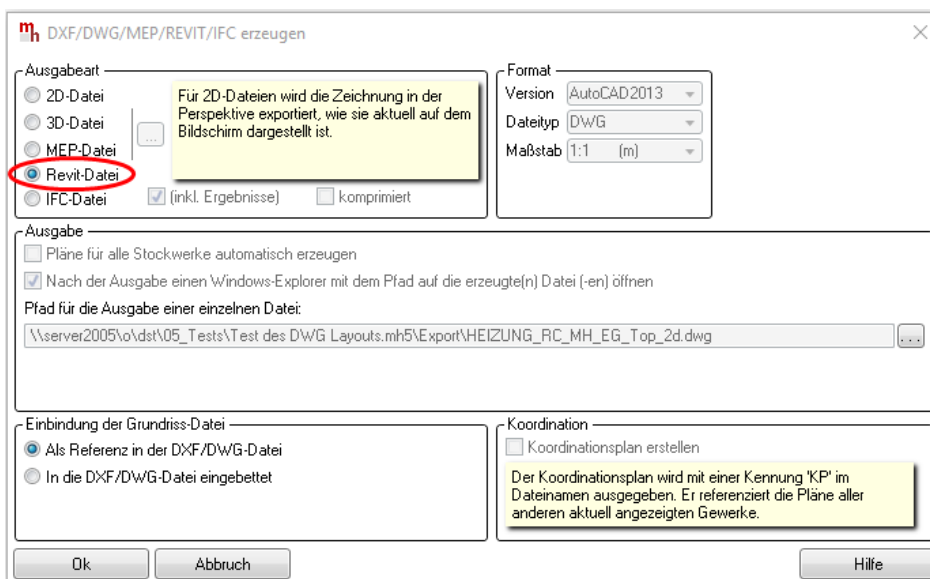 mh DXF/DWG/MEP/REVIT/IFC erzeugen
Ausgabeart
2D-Datei
3D-Datei
MEP-Datei
...
Revit-Datei
IFC-Datei
(inkl. Ergebnisse)
komprimiert
Für 2D-Dateien wird die Zeichnung in der
Perspektive exportiert, wie sie aktuell auf dem
Bildschirm dargestellt ist.
Format
Version AutoCAD2013
Dateityp DWG
Maßstab 1:1 (m)
Ausgabe
Pläne für alle Stockwerke automatisch erzeugen
Nach der Ausgabe einen Windows-Explorer mit dem Pfad auf die erzeugte(n) Datei (-en) öffnen
Pfad für die Ausgabe einer einzelnen Datei:
\\server2005\o\dst\05_Tests\Test des DWG Layouts.mh5\Export\HEIZUNG_RC_MH_EG_Top_2d.dwg
...
Einbindung der Grundriss-Datei
Als Referenz in der DXF/DWG-Datei
In die DXF/DWG-Datei eingebettet
Koordination
Koordinationsplan erstellen
Der Koordinationsplan wird mit einer Kennung 'KP' im
Dateinamen ausgegeben. Er referenziert die Pläne aller
anderen aktuell angezeigten Gewerke.
Ok
Abbruch
Hilfe